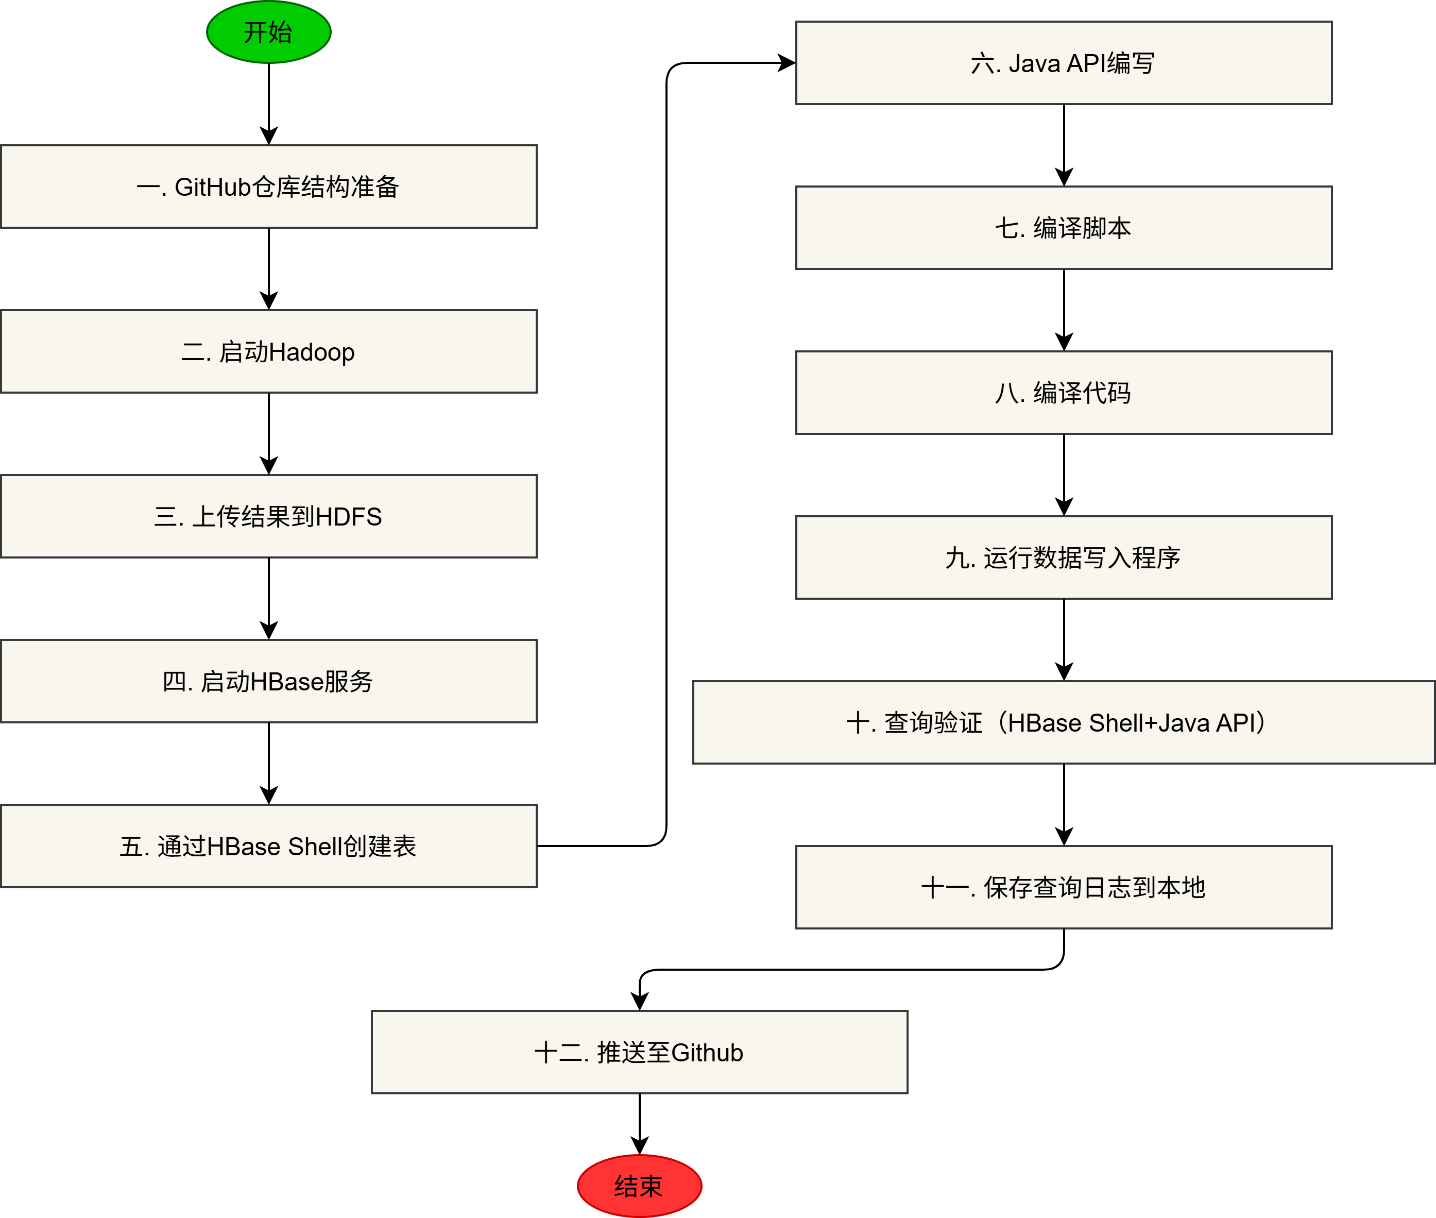 开始
一. GitHub仓库结构准备
二. 启动Hadoop
三. 上传结果到HDFS
四. 启动HBase服务
五. 通过HBase Shell创建表
六. Java API编写
七. 编译脚本
八. 编译代码
九. 运行数据写入程序
十. 查询验证（HBase Shell+Java API）
十一. 保存查询日志到本地
十二. 推送至Github
结束